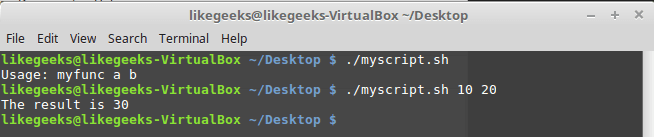 likegeeks@likegeeks-VirtualBox ~/Desktop
File Edit View Search Terminal Help
likegeeks@likegeeks-VirtualBox ~/Desktop $ ./myscript.sh
Usage: myfunc a b
likegeeks@likegeeks-VirtualBox ~/Desktop $ ./myscript.sh 10 20
The result is 30
likegeeks@likegeeks-VirtualBox ~/Desktop $